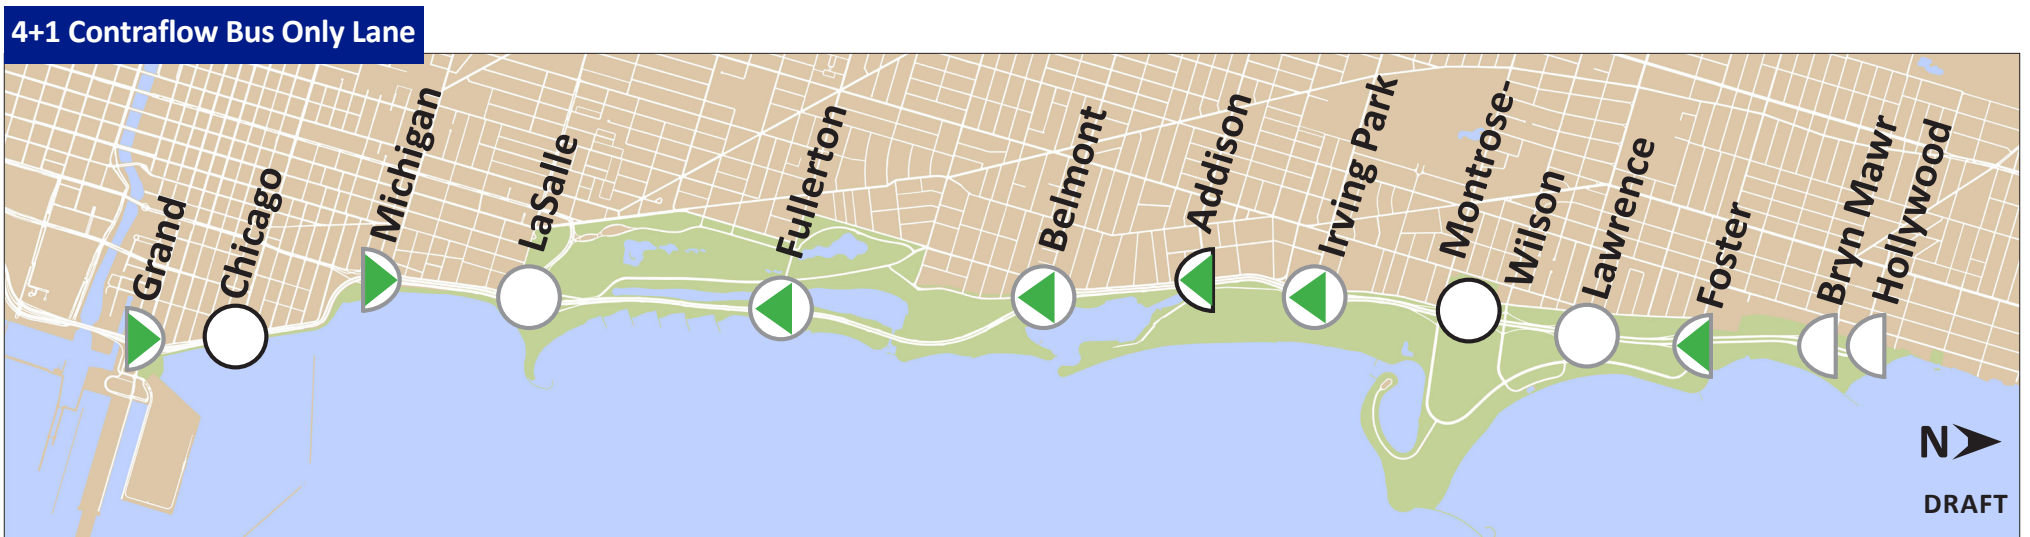 4+1 Contraflow Bus Only Lane
Grand
Chicago
Michigan
LaSalle
Fullerton
Belmont
Addison
Irving Park
Montrose-
Wilson
Lawrence
Foster
Bryn Mawr
Hollywood
N
DRAFT